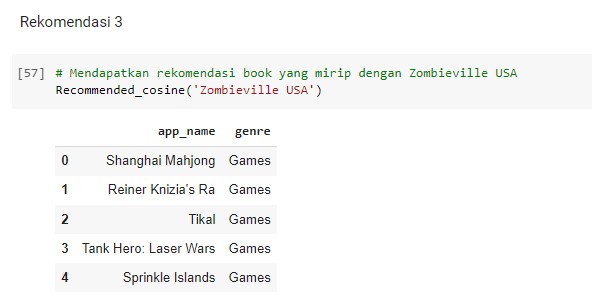 Rekomendasi 3
[57] # Mendapatkan rekomendasi book yang mirip dengan Zombieville USA
Recommended_cosine('Zombieville USA')
app_name genre
0 Shanghai Mahjong Games
1 Reiner Knizia's Ra Games
2 Tikal Games
3 Tank Hero: Laser Wars Games
4 Sprinkle Islands Games